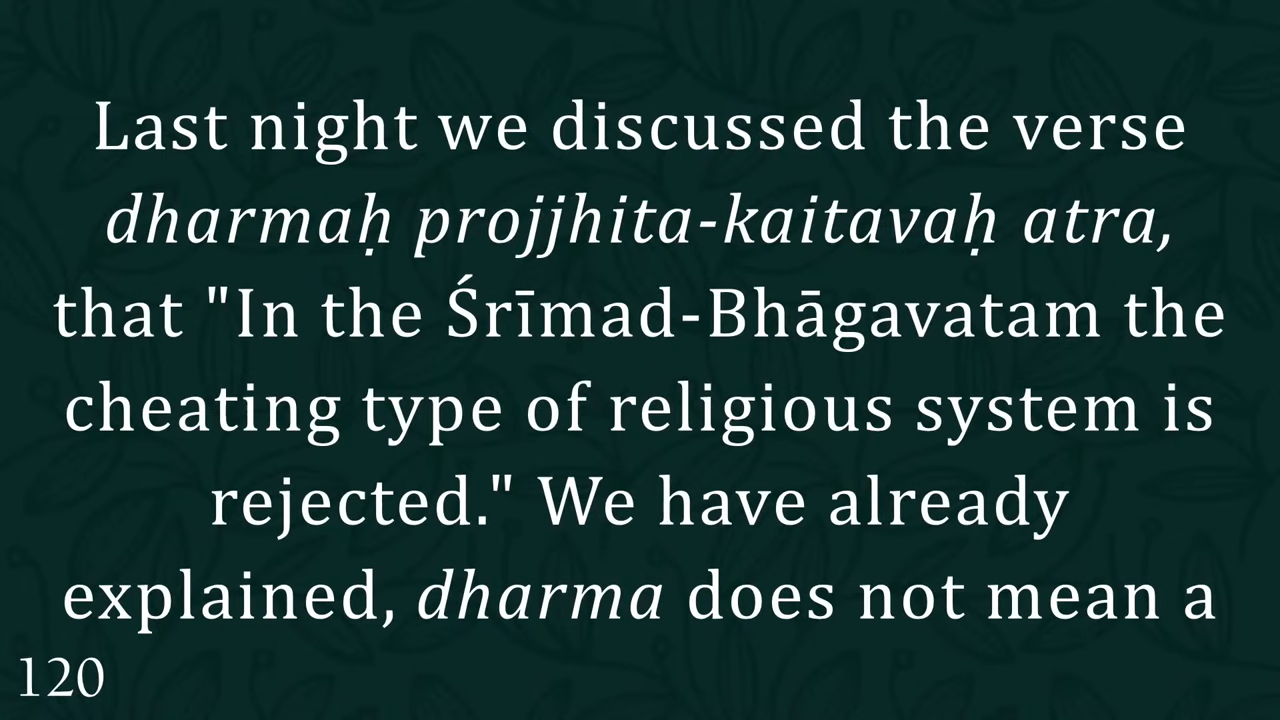 Last night we discussed the verse
dharmaḥ projjhita-kaitavaḥ atra,
that "In the Śrīmad-Bhāgavatam the
cheating type of religious system is
rejected." We have already
explained, dharma does not mean a
120